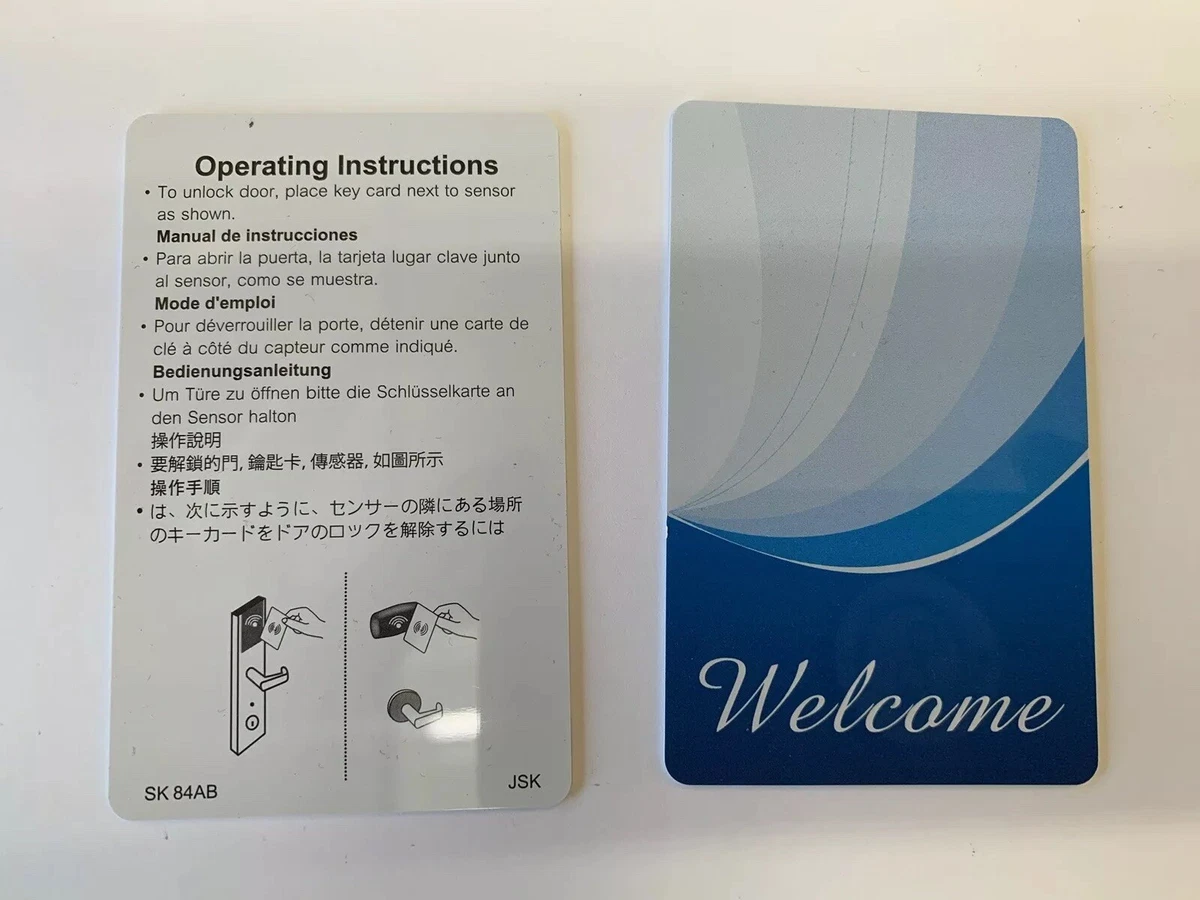 Operating Instructions
• To unlock door, place key card next to sensor
as shown.
Manual de instrucciones
• Para abrir la puerta, la tarjeta lugar clave junto
al sensor, como se muestra.
Mode d'emploi
• Pour déverrouiller la porte, détenir une carte de
clé à côté du capteur comme indiqué.
Bedienungsanleitung
• Um Türe zu öffnen bitte die Schlüsselkarte an
den Sensor halton
操作說明
• 要解鎖的門, 鑰匙卡, 傳感器, 如圖所示
操作手順
• は、次に示すように、センサーの隣にある場所
のキーカードをドアのロックを解除するには
SK 84AB
JSK
Welcome